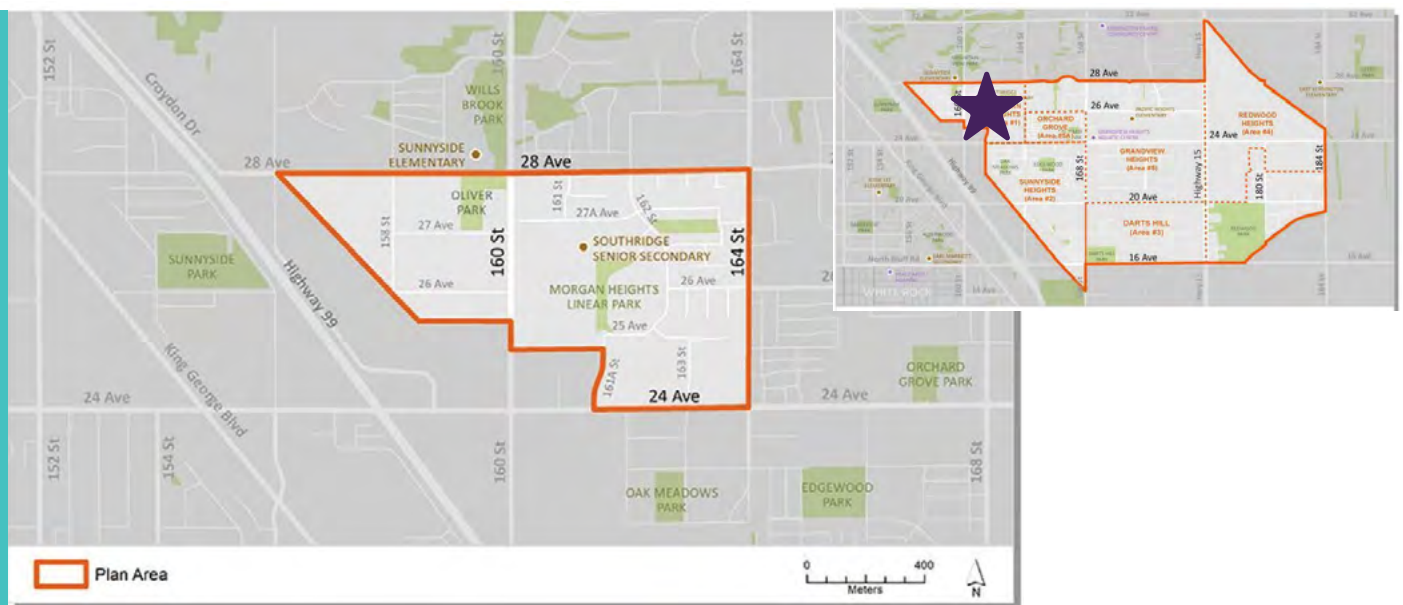 152 St
Croydon Dr
160 St
164 St
WILLS
BROOK
PARK
SUNNYSIDE
ELEMENTARY
28 Ave
28 Ave
OLIVER
PARK
161 St
27A Ave
162 St
158 St
27 Ave
160 St
SOUTHRIDGE
SENIOR SECONDARY
164 St
SUNNYSIDE
PARK
Highway 99
26 Ave
MORGAN HEIGHTS
LINEAR PARK
26 Ave
25 Ave
161A St
163 St
King George Blvd
ORCHARD
GROVE PARK
24 Ave
24 Ave
152 St
154 St
160 St
168 St
OAK MEADOWS
PARK
EDGEWOOD
PARK
Plan Area
0 400
Meters
N
28 Ave
26 Ave
ORCHARD
GROVE
REDWOOD
HEIGHTS
(Area #4)
24 Ave
GRANDVIEW
HEIGHTS
168 St
Highway 15
180 St
184 St
SUNNYSIDE
HEIGHTS
(Area #2)
20 Ave
DARTS HILL
(Area #3)
16 Ave
Highway 99
North Bluff Rd
WHITE ROCK